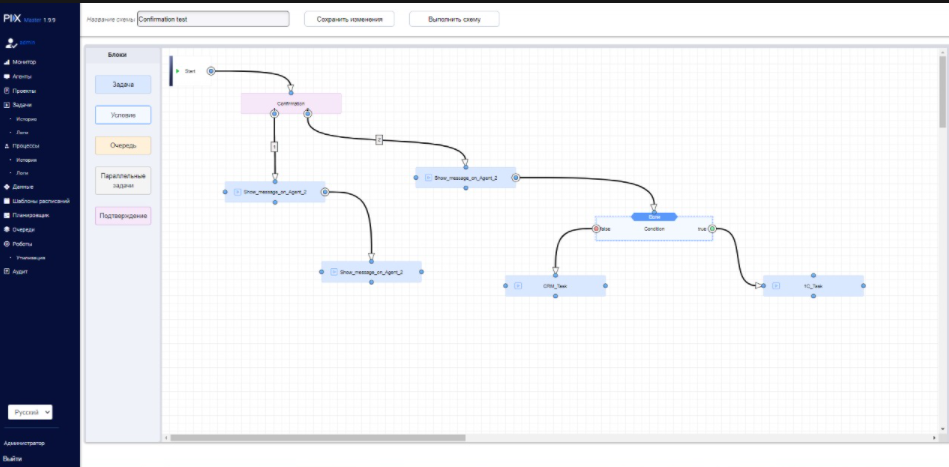 PIX Master 1.9.9
Название схемы Confirmation test
Сохранить изменения
Выполнить схему
Монитор
Агенты
Проекты
Задачи
История
Логи
Процессы
История
Логи
Данные
Шаблоны расписаний
Планировщик
Очереди
Роботы
Утилизация
Аудит
Русский
Администратор
Выйти
Блоки
Задача
Условие
Очередь
Параллельные
задачи
Подтверждение
Start
Confirmation
Show_message_on_Agent_2
Show_message_on_Agent_2
false
Condition
true
Show_message_on_Agent_2
CRM_Task
1C_Task